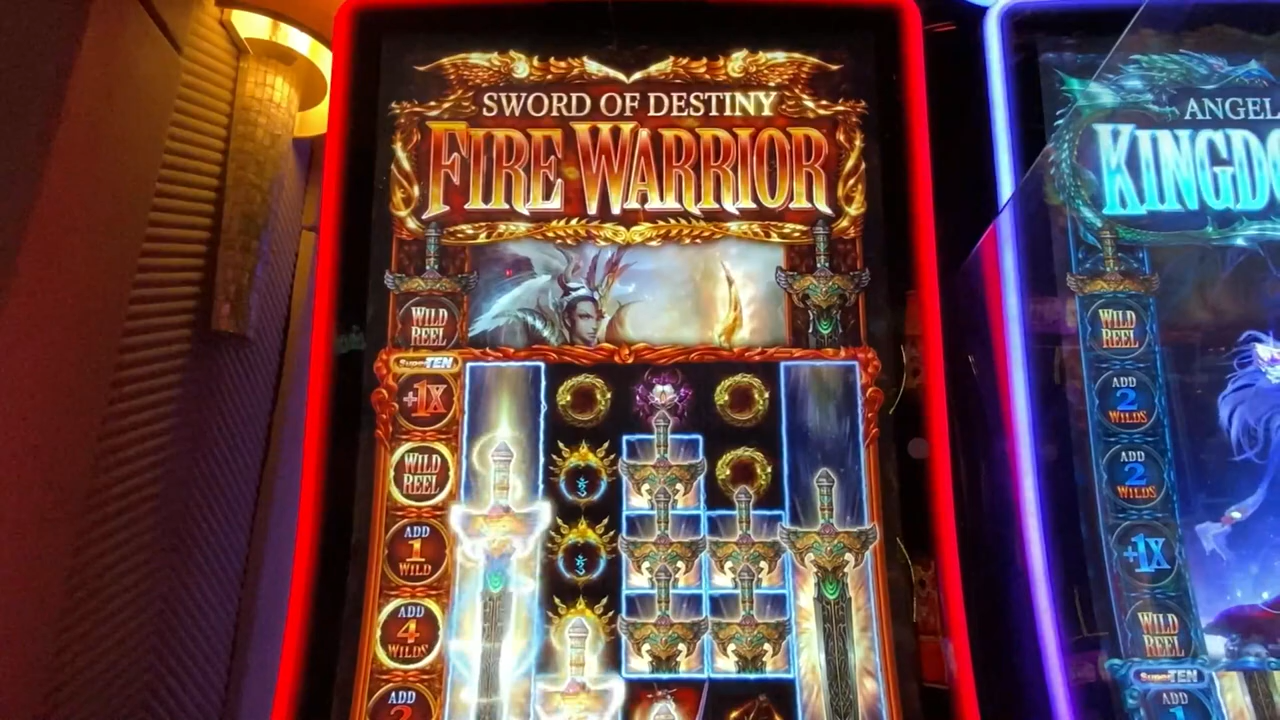 SWORD OF DESTINY
FIRE WARRIOR
WILD
REEL
SuperTEN
+1X
WILD
REEL
ADD
1
WILD
ADD
4
WILDS
ADD
ANGEL
WILD
REEL
ADD
2
WILDS
ADD
2
WILDS
+1X
WILD
REEL
SuperTEN
ADD